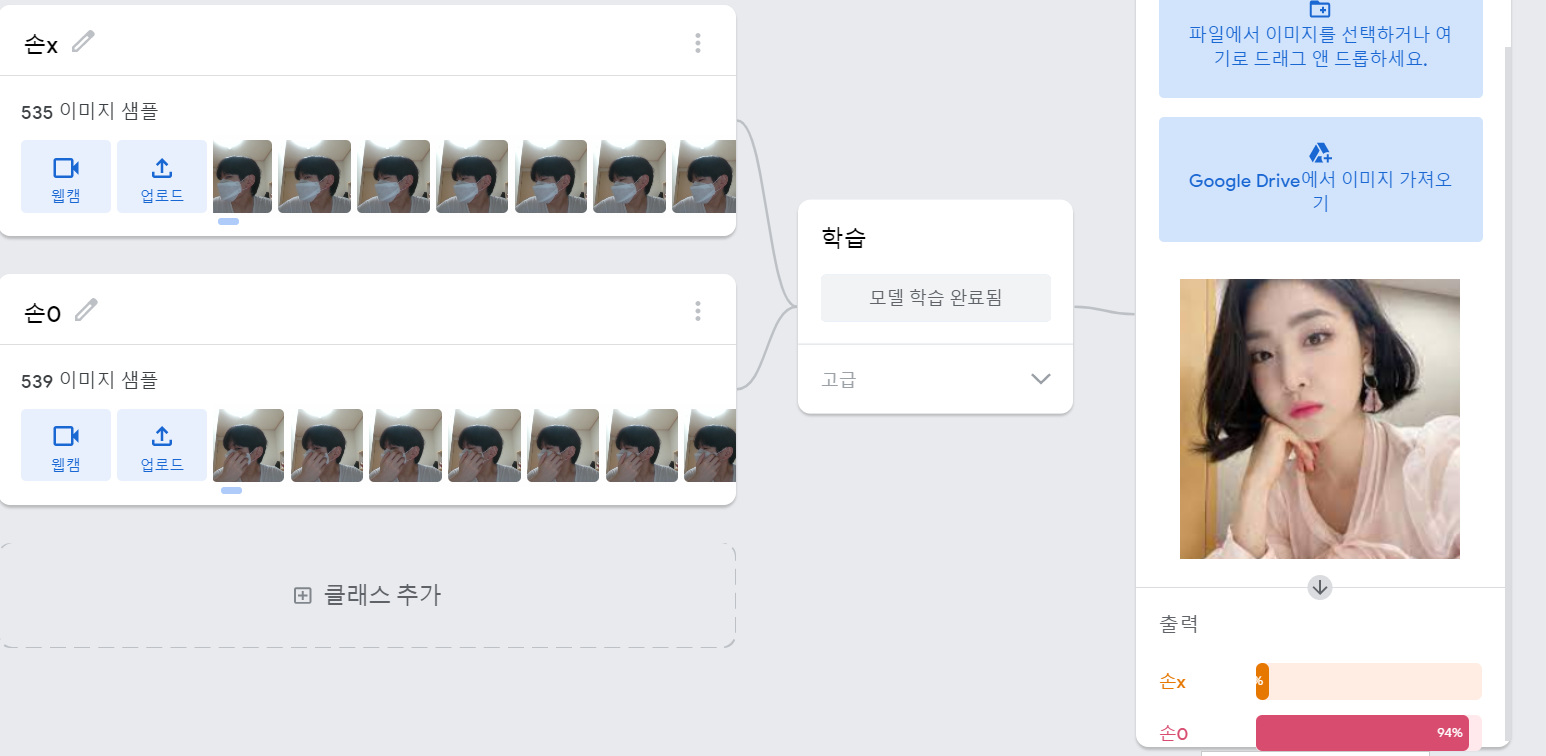 손x
535 이미지 샘플
웹캠
업로드
손O
539 이미지 샘플
웹캠
업로드
클래스 추가
학습
모델 학습 완료됨
고급
파일에서 이미지를 선택하거나 여
기로 드래그 앤 드롭하세요.
Google Drive에서 이미지 가져오
기
출력
손x
%
손O
94%